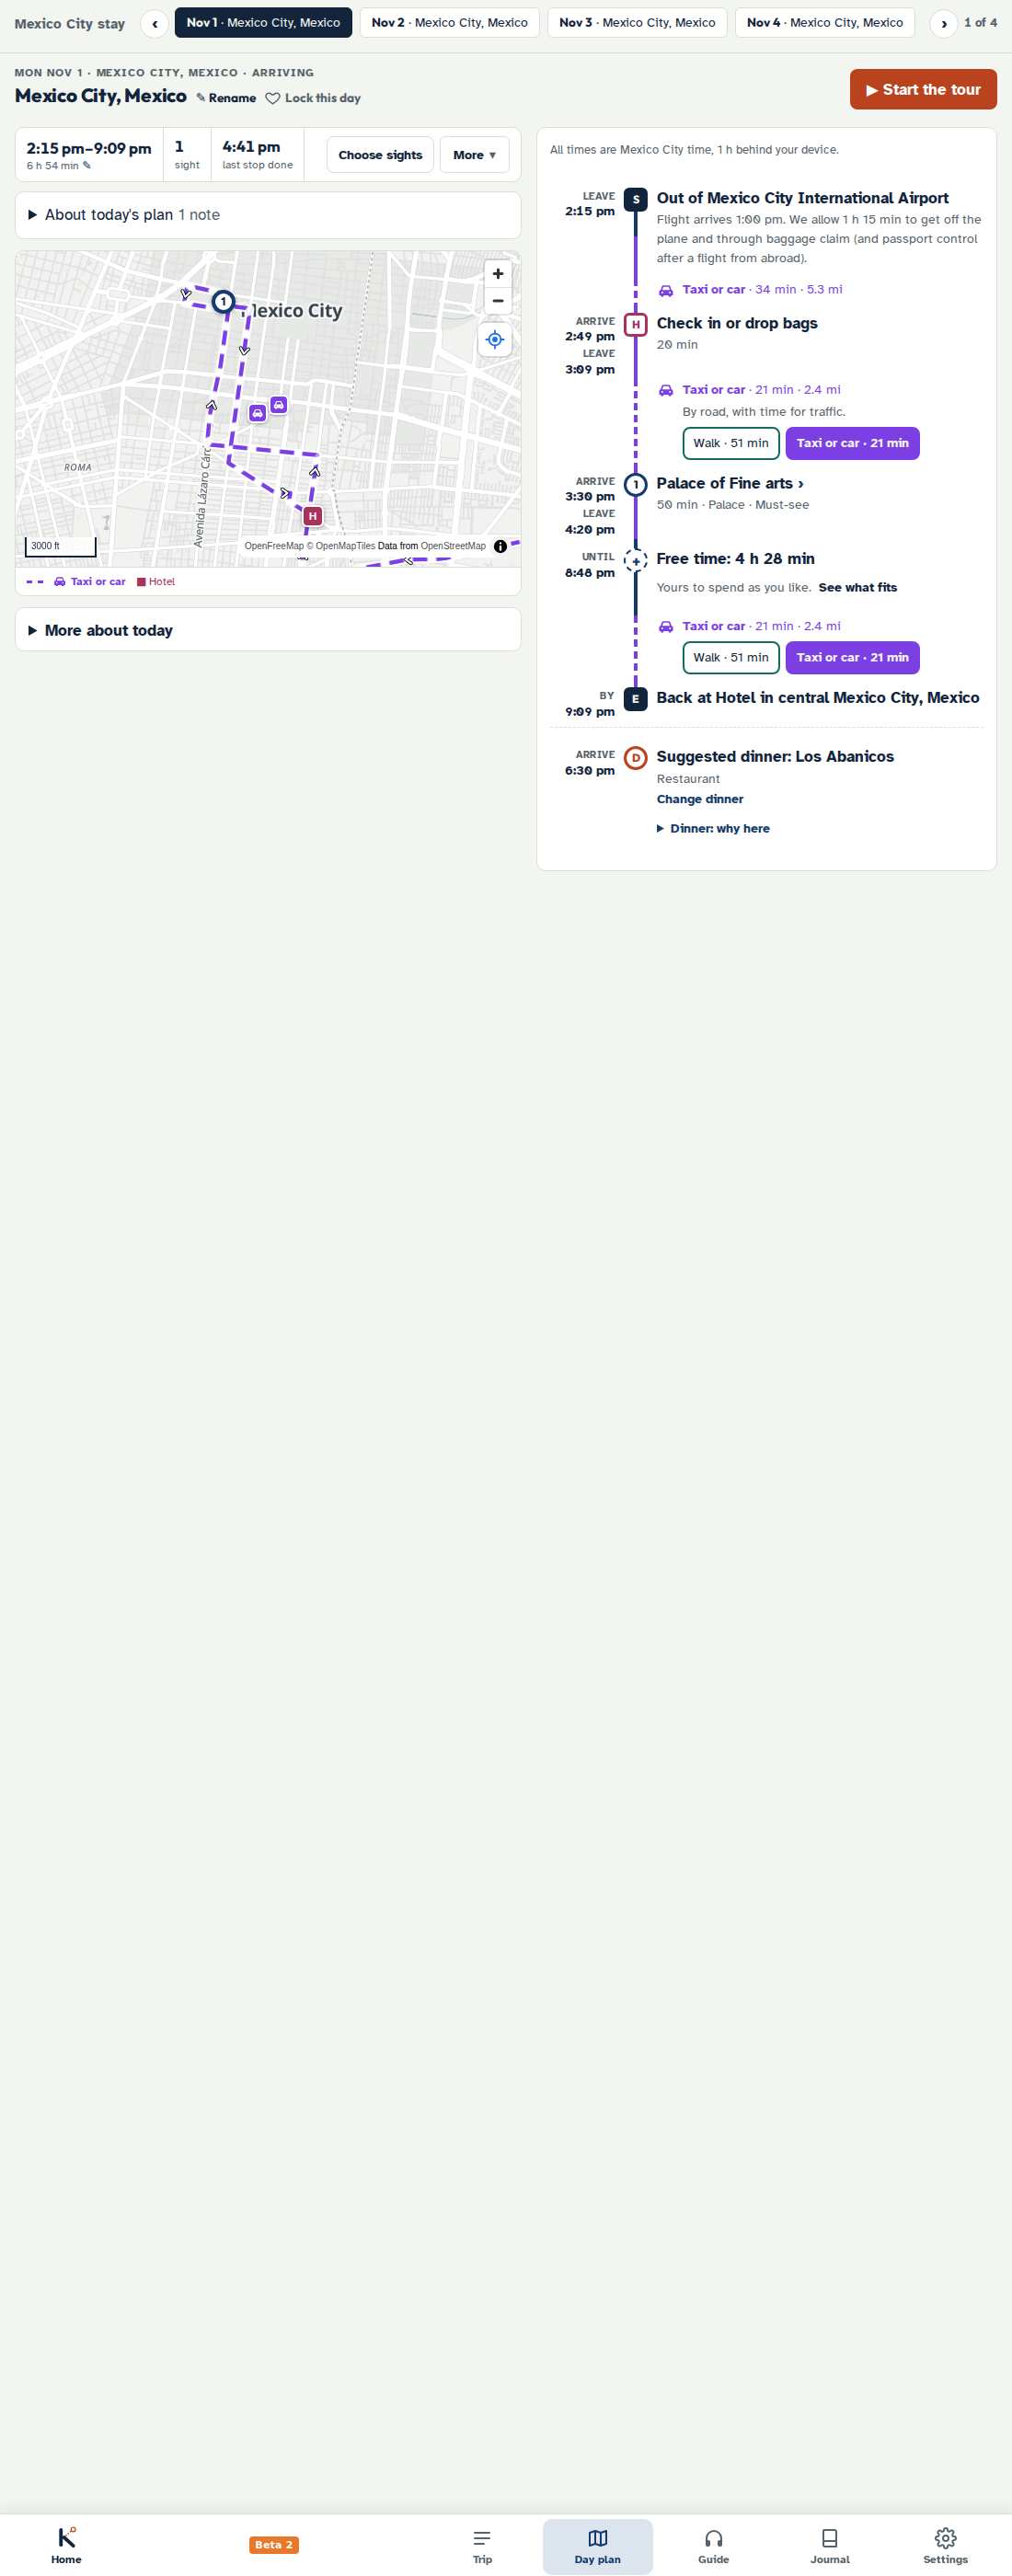 Mexico City stay
‹
Nov 1 · Mexico City, Mexico
Nov 2 · Mexico City, Mexico
Nov 3 · Mexico City, Mexico
Nov 4 · Mexico City, Mexico
›
1 of 4
MON NOV 1 · MEXICO CITY, MEXICO · ARRIVING
Mexico City, Mexico ✎ Rename Lock this day
▶ Start the tour
2:15 pm–9:09 pm
6 h 54 min ✎
1
sight
4:41 pm
last stop done
Choose sights
More ▾
▶ About today's plan 1 note
1
Mexico City
+
−
ROMA
Avenida Lázaro Cárd
H
3000 ft
OpenFreeMap © OpenMapTiles Data from OpenStreetMap
Taxi or car Hotel
▶ More about today
All times are Mexico City time, 1 h behind your device.
LEAVE
2:15 pm
S
Out of Mexico City International Airport
Flight arrives 1:00 pm. We allow 1 h 15 min to get off the
plane and through baggage claim (and passport control
after a flight from abroad).
Taxi or car · 34 min · 5.3 mi
ARRIVE
2:49 pm
LEAVE
3:09 pm
H
Check in or drop bags
20 min
Taxi or car · 21 min · 2.4 mi
By road, with time for traffic.
Walk · 51 min
Taxi or car · 21 min
ARRIVE
3:30 pm
LEAVE
4:20 pm
1
Palace of Fine arts ›
50 min · Palace · Must-see
UNTIL
8:48 pm
+
Free time: 4 h 28 min
Yours to spend as you like. See what fits
Taxi or car · 21 min · 2.4 mi
Walk · 51 min
Taxi or car · 21 min
BY
9:09 pm
E
Back at Hotel in central Mexico City, Mexico
ARRIVE
6:30 pm
D
Suggested dinner: Los Abanicos
Restaurant
Change dinner
▶ Dinner: why here
Home
Beta 2
Trip
Day plan
Guide
Journal
Settings